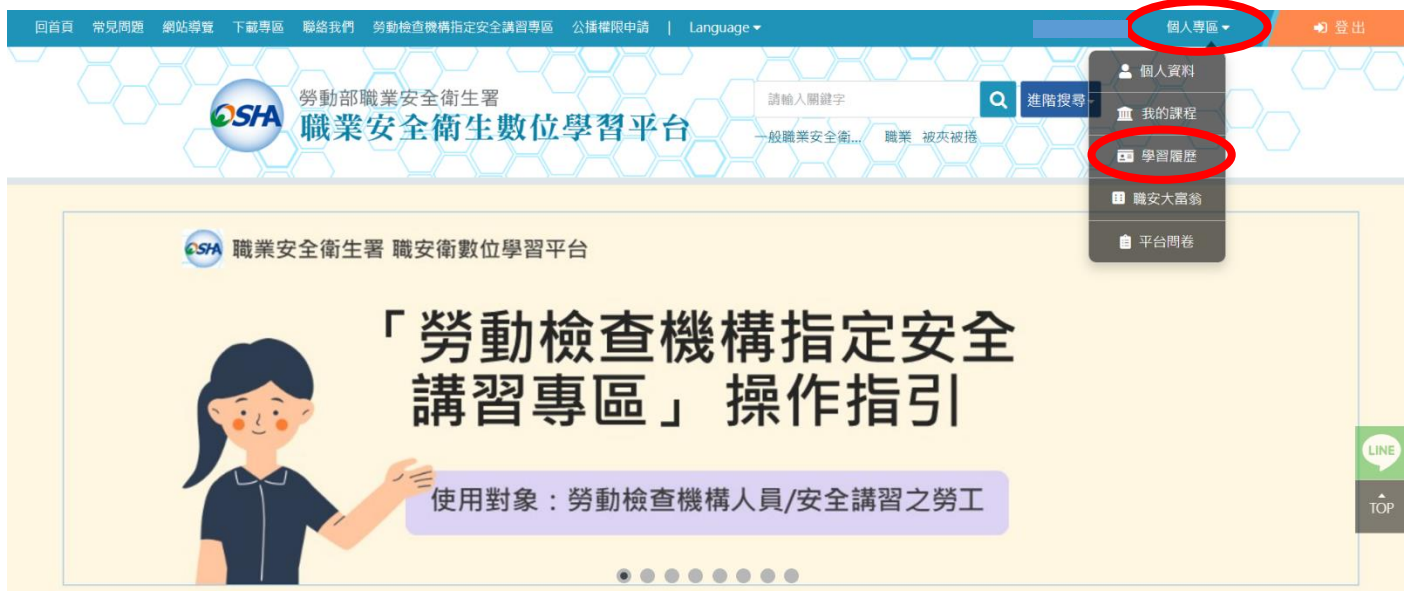 回首頁 常見問題 網站導覽 下載專區 聯絡我們 勞動檢查機構指定安全講習專區 公播權限申請 | Language 個人專區 登出
個人資料
我的課程
學習履歷
職安大富翁
平台問卷
OSHA
勞動部職業安全衛生署
職業安全衛生數位學習平台
請輸入關鍵字 進階搜尋
一般職業安全衛... 職業 被夾被捲
OSHA 職業安全衛生署 職安衛數位學習平台
「勞動檢查機構指定安全
講習專區」操作指引
使用對象：勞動檢查機構人員/安全講習之勞工
LINE
TOP